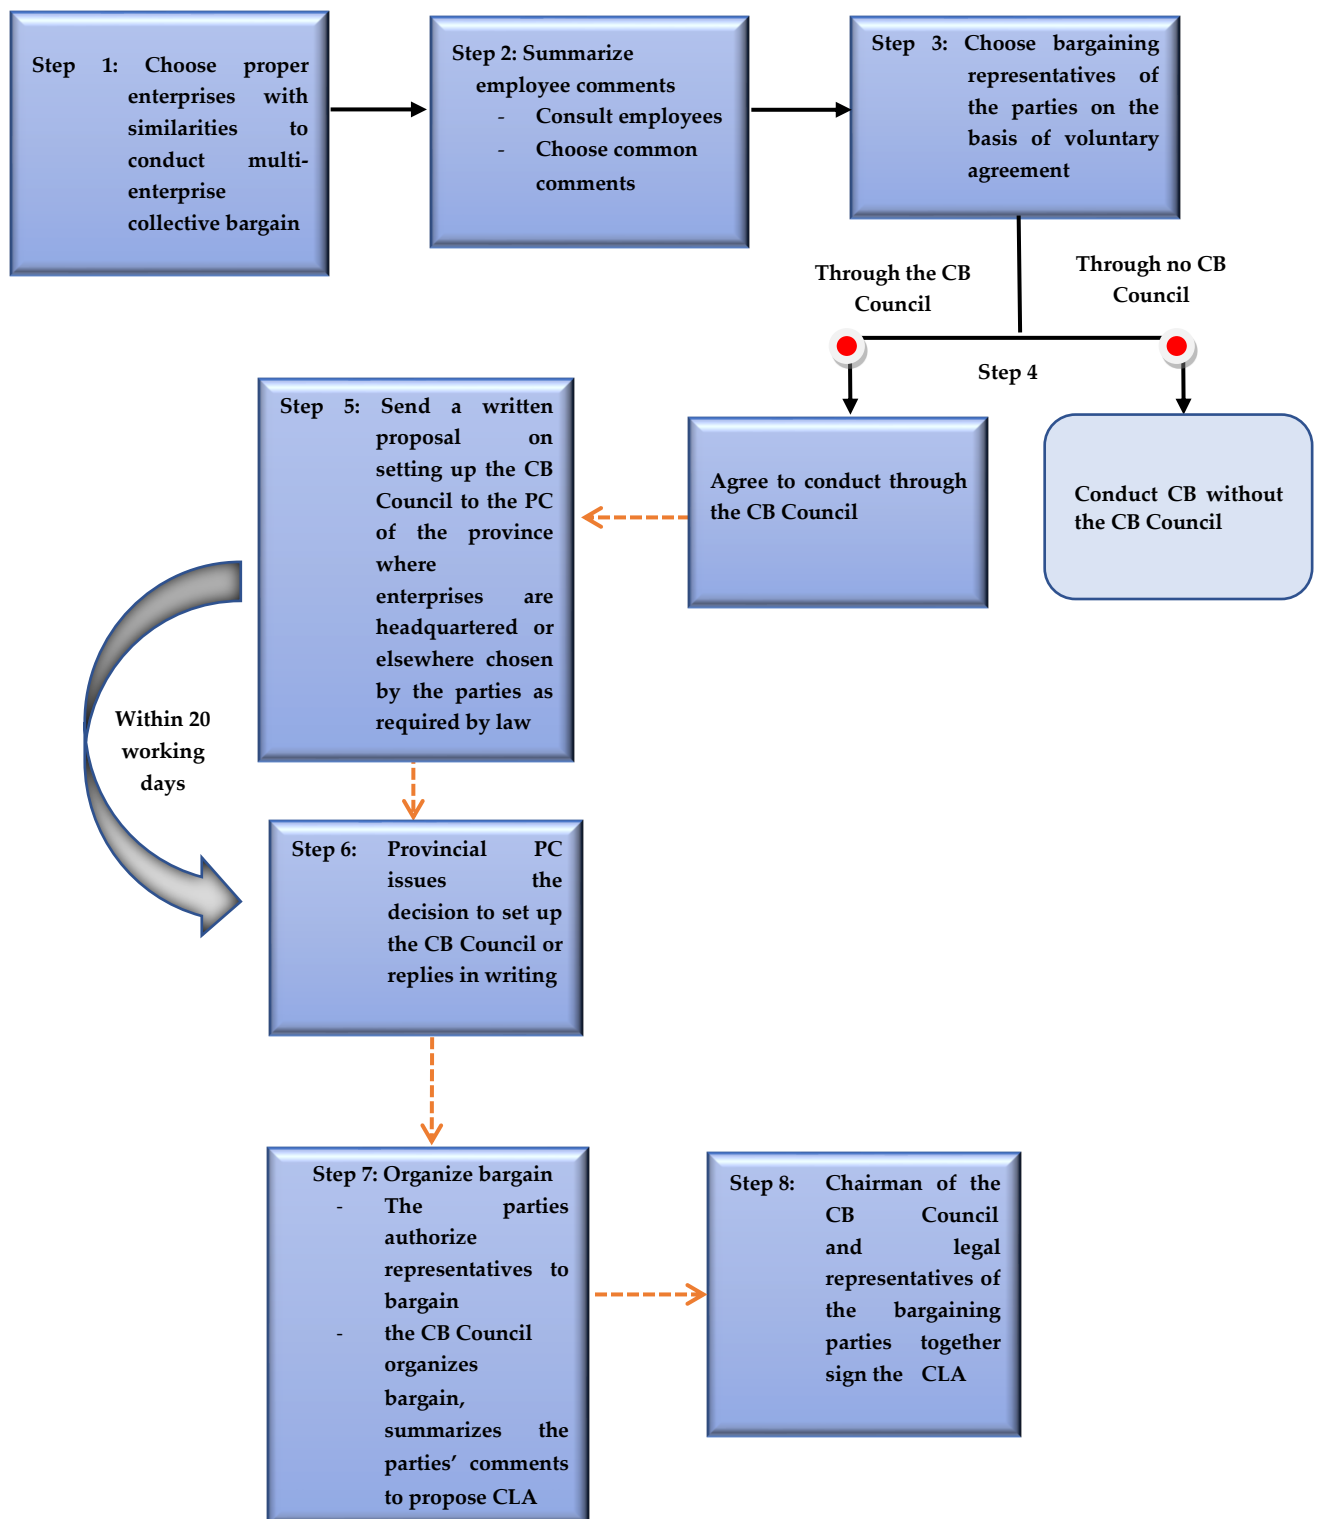 Step 1: Choose proper
enterprises with
similarities to
conduct multi-
enterprise
collective bargain
Step 2: Summarize
employee comments
- Consult employees
- Choose common
comments
Step 3: Choose bargaining
representatives of
the parties on the
basis of voluntary
agreement
Through the CB
Council
Through no CB
Council
Step 4
Agree to conduct through
the CB Council
Conduct CB without
the CB Council
Step 5: Send a written
proposal on
setting up the CB
Council to the PC
of the province
where
enterprises are
headquartered or
elsewhere chosen
by the parties as
required by law
Within 20
working
days
Step 6: Provincial PC
issues the
decision to set up
the CB Council or
replies in writing
Step 7: Organize bargain
- The parties
authorize
representatives to
bargain
- the CB Council
organizes
bargain,
summarizes the
parties’ comments
to propose CLA
Step 8: Chairman of the
CB Council
and legal
representatives of
the bargaining
parties together
sign the CLA